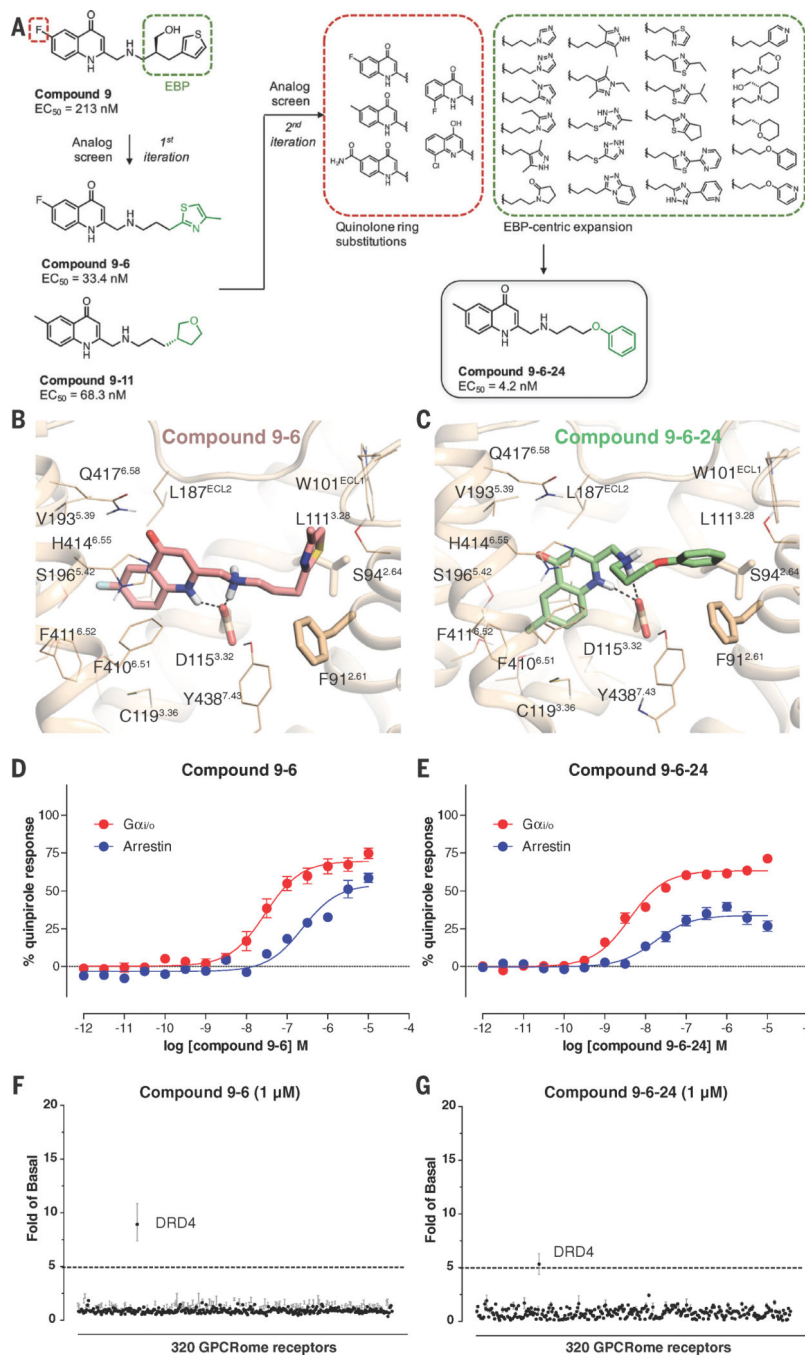 A
F
O
N
H
N
H
OH
S
EBP
Compound 9
EC50 = 213 nM
Analog
screen
1st
iteration
Compound 9-6
EC50 = 33.4 nM
Compound 9-11
EC50 = 68.3 nM
Analog
screen
2nd
iteration
Quinolone ring
substitutions
EBP-centric expansion
Compound 9-6-24
EC50 = 4.2 nM
B
Compound 9-6
Q417^6.58
V193^5.39
L187^ECL2
W101^ECL1
L111^3.28
H414^6.55
S196^5.42
S94^2.64
F411^6.52
F410^6.51
D115^3.32
F91^2.61
Y438^7.43
C119^3.36
C
Compound 9-6-24
Q417^6.58
V193^5.39
L187^ECL2
W101^ECL1
L111^3.28
H414^6.55
S196^5.42
S94^2.64
F411^6.52
F410^6.51
D115^3.32
F91^2.61
Y438^7.43
C119^3.36
D
Compound 9-6
% quinpirole response
100
75
50
25
0
Gαi/o
Arrestin
-12 -11 -10 -9 -8 -7 -6 -5 -4
log [compound 9-6] M
E
Compound 9-6-24
% quinpirole response
100
75
50
25
0
Gαi/o
Arrestin
-12 -11 -10 -9 -8 -7 -6 -5 -4
log [compound 9-6-24] M
F
Compound 9-6 (1 µM)
Fold of Basal
20
15
10
5
0
DRD4
320 GPCRome receptors
G
Compound 9-6-24 (1 µM)
Fold of Basal
20
15
10
5
0
DRD4
320 GPCRome receptors